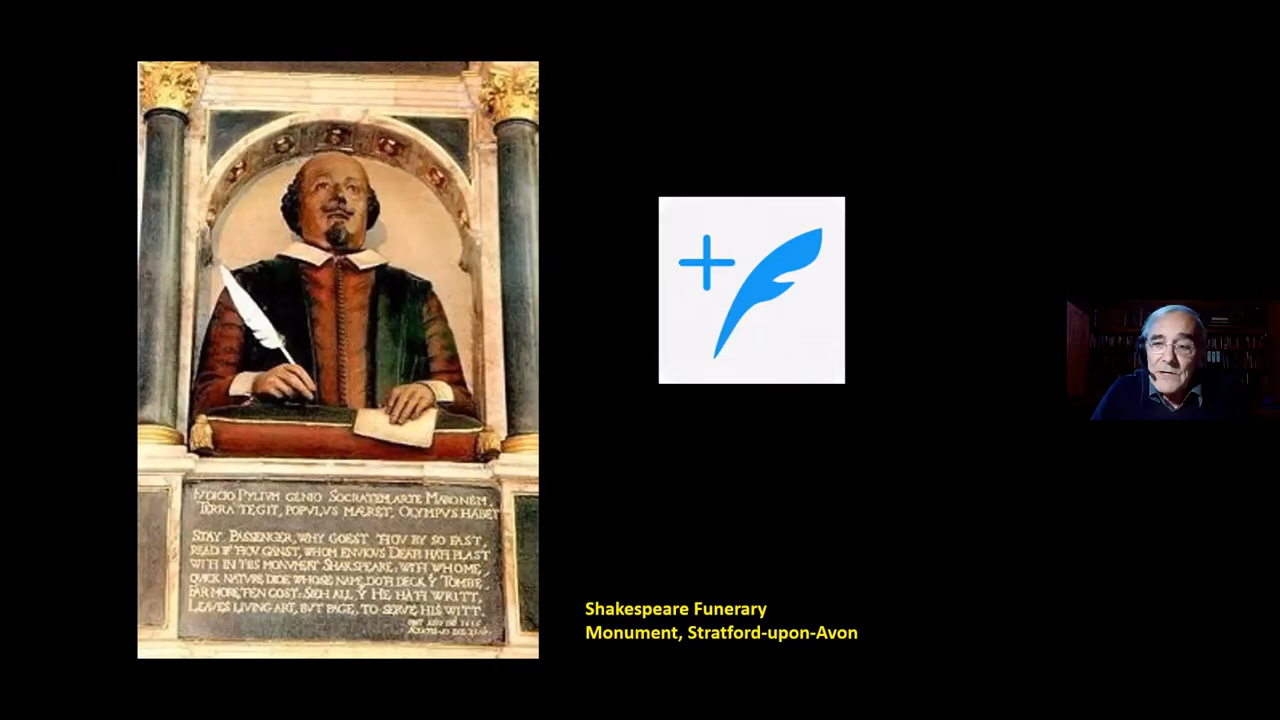 IVDICIO PYLIVM, GENIO SOCRATEM, ARTE MARONEM,
TERRA TEGIT, POPVLVS MÆRET, OLYMPVS HABET
STAY PASSENGER, WHY GOEST THOV BY SO FAST,
READ IF THOV CANST, WHOM ENVIOVS DEATH HATH PLAST
WITH IN THIS MONVMENT SHAKSPEARE: WITH WHOME,
QVICK NATVRE DIDE WHOSE NAME, DOTH DECK Yͤ TOMBE,
FAR MORE, TEN COST: SIEH ALL, Yͭ HE HATH WRITT,
LEAVES LIVING ART, BVT PAGE, TO SERVE HIS WITT.
Shakespeare Funerary
Monument, Stratford-upon-Avon